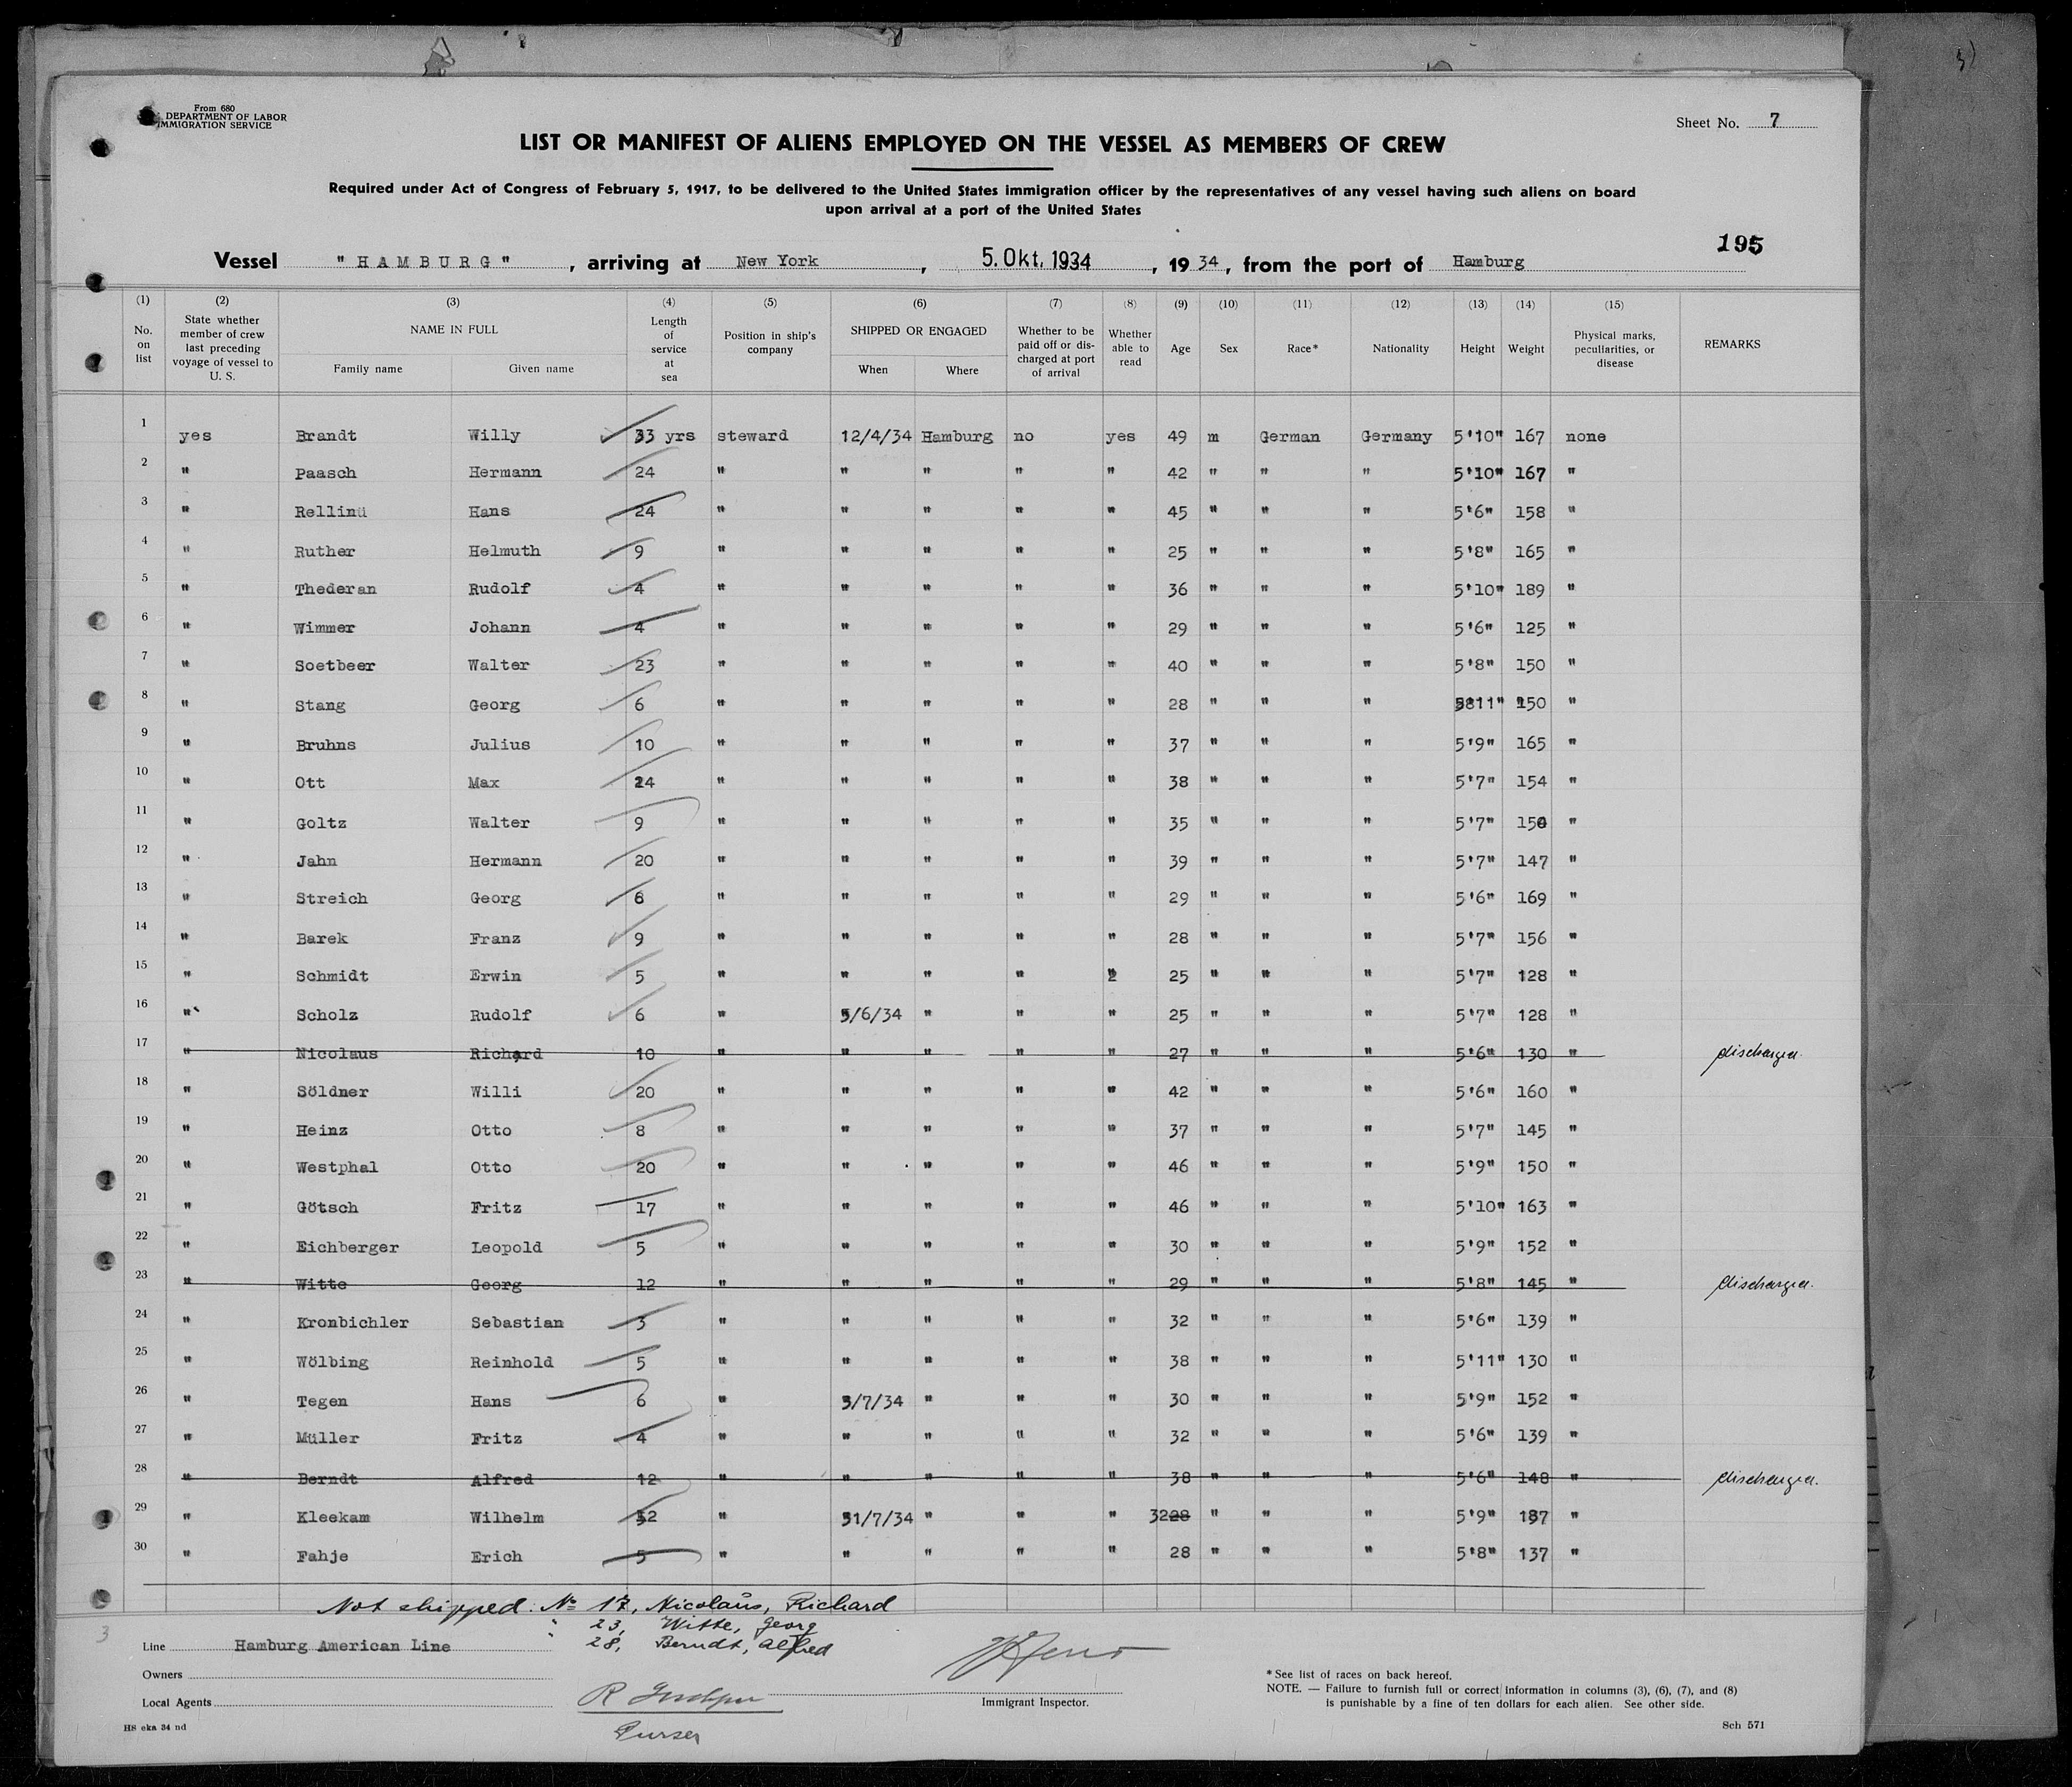 From 680
DEPARTMENT OF LABOR
IMMIGRATION SERVICE
Sheet No. 7
LIST OR MANIFEST OF ALIENS EMPLOYED ON THE VESSEL AS MEMBERS OF CREW
Required under Act of Congress of February 5, 1917, to be delivered to the United States immigration officer by the representatives of any vessel having such aliens on board
upon arrival at a port of the United States
195
Vessel "HAMBURG", arriving at New York, 5. Okt. 1934, 1934, from the port of Hamburg
(1) (2) (3) (4) (5) (6) (7) (8) (9) (10) (11) (12) (13) (14) (15)
No. on list | State whether member of crew last preceding voyage of vessel to U. S. | NAME IN FULL Family name Given name | Length of service at sea | Position in ship's company | SHIPPED OR ENGAGED When Where | Whether to be paid off or discharged at port of arrival | Whether able to read | Age | Sex | Race* | Nationality | Height | Weight | Physical marks, peculiarities, or disease | REMARKS
1 yes Brandt Willy 33 yrs steward 12/4/34 Hamburg no yes 49 m German Germany 5'10" 167 none
2 " Paasch Hermann 24 " " " " " 42 " " " 5'10" 167 "
3 " Rellinü Hans 24 " " " " " 45 " " " 5'6" 158 "
4 " Ruther Helmuth 9 " " " " " 25 " " " 5'8" 165 "
5 " Thederan Rudolf 4 " " " " " 36 " " " 5'10" 189 "
6 " Wimmer Johann 4 " " " " " 29 " " " 5'6" 125 "
7 " Soetbeer Walter 23 " " " " " 40 " " " 5'8" 150 "
8 " Stang Georg 6 " " " " " 28 " " " 5'11" 150 "
9 " Bruhns Julius 10 " " " " " 37 " " " 5'9" 165 "
10 " Ott Max 24 " " " " " 38 " " " 5'7" 154 "
11 " Goltz Walter 9 " " " " " 35 " " " 5'7" 150 "
12 " Jahn Hermann 20 " " " " " 39 " " " 5'7" 147 "
13 " Streich Georg 6 " " " " " 29 " " " 5'6" 169 "
14 " Barek Franz 9 " " " " " 28 " " " 5'7" 156 "
15 " Schmidt Erwin 5 " " " " " 25 " " " 5'7" 128 "
16 " Scholz Rudolf 6 " 5/6/34 " " " 25 " " " 5'7" 128 "
17 " Nicolaus Richard 10 " " " " " 27 " " " 5'6" 130 " discharged.
18 " Söldner Willi 20 " " " " " 42 " " " 5'6" 160 "
19 " Heinz Otto 8 " " " " " 37 " " " 5'7" 145 "
20 " Westphal Otto 20 " " " " " 46 " " " 5'9" 150 "
21 " Götsch Fritz 17 " " " " " 46 " " " 5'10" 163 "
22 " Eichberger Leopold 5 " " " " " 30 " " " 5'9" 152 "
23 " Witte Georg 12 " " " " " 29 " " " 5'8" 145 " discharged.
24 " Kronbichler Sebastian 3 " " " " " 32 " " " 5'6" 139 "
25 " Wölbing Reinhold 5 " " " " " 38 " " " 5'11" 130 "
26 " Tegen Hans 6 " 3/7/34 " " " 30 " " " 5'9" 152 "
27 " Müller Fritz 4 " " " " " 32 " " " 5'6" 139 "
28 " Berndt Alfred 12 " " " " " 38 " " " 5'6" 148 " discharged.
29 " Kleekam Wilhelm 12 " 31/7/34 " " " 3228 " " " 5'9" 187 "
30 " Fahje Erich 5 " " " " " 28 " " " 5'8" 137 "
Not shipped: No 17, Nicolaus, Richard
" 23, Witte, Georg
28, Berndt, Alfred
3
Line Hamburg American Line
Owners
Local Agents
Purser
Immigrant Inspector.
* See list of races on back hereof.
NOTE. — Failure to furnish full or correct information in columns (3), (6), (7), and (8)
is punishable by a fine of ten dollars for each alien. See other side.
HS eka 34 nd
Sch 571